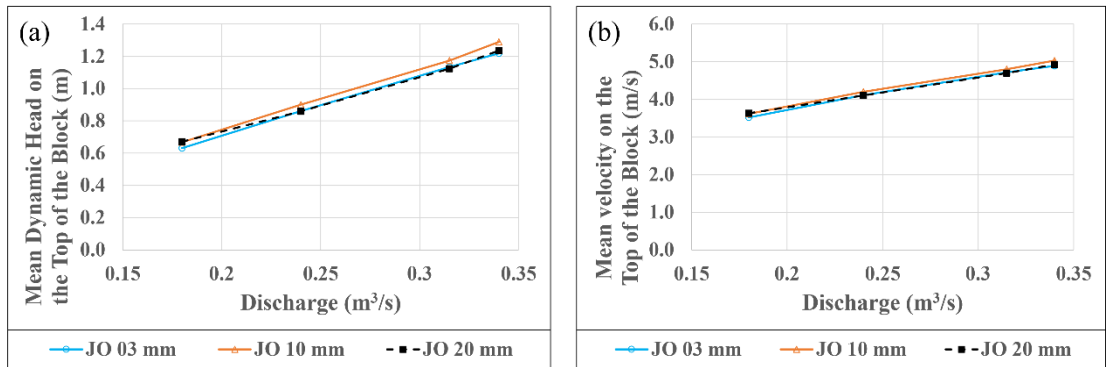 (a)
Mean Dynamic Head on
the Top of the Block (m)
1.4
1.2
1.0
0.8
0.6
0.4
0.2
0.0
0.15
0.2
0.25
0.3
0.35
Discharge (m³/s)
JO 03 mm
JO 10 mm
JO 20 mm
(b)
Mean velocity on the
Top of the Block (m/s)
6.0
5.0
4.0
3.0
2.0
1.0
0.0
0.15
0.2
0.25
0.3
0.35
Discharge (m³/s)
JO 03 mm
JO 10 mm
JO 20 mm